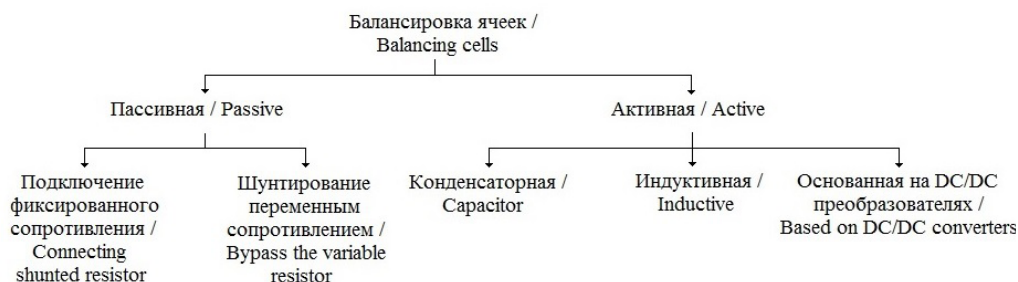 Балансировка ячеек /
Balancing cells
Пассивная / Passive
Активная / Active
Подключение
фиксированного
сопротивления /
Connecting
shunted resistor
Шунтирование
переменным
сопротивлением /
Bypass the variable
resistor
Конденсаторная /
Capacitor
Индуктивная /
Inductive
Основанная на DC/DC
преобразователях /
Based on DC/DC converters